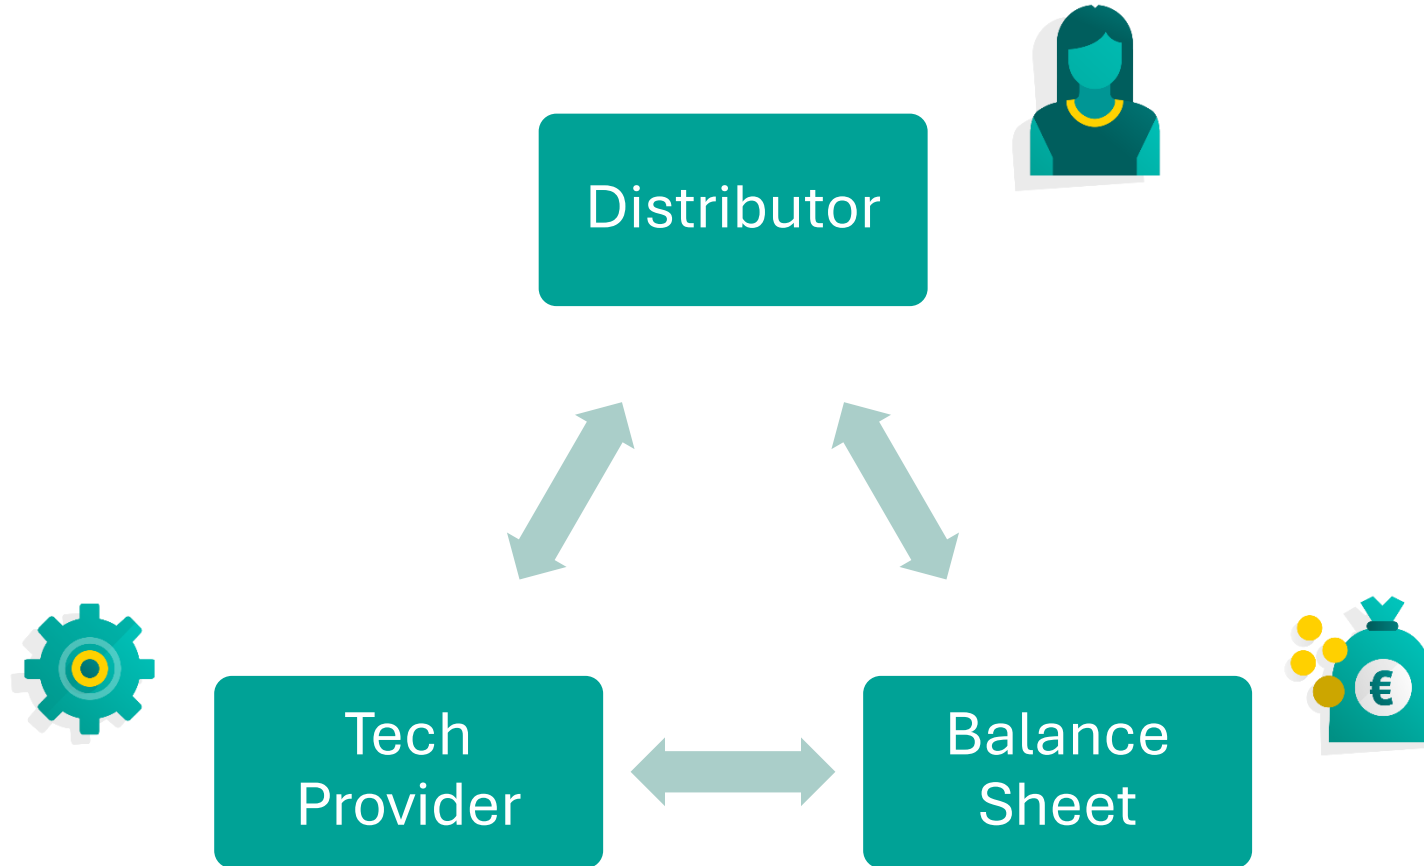 Distributor
Tech
Provider
Balance
Sheet
€